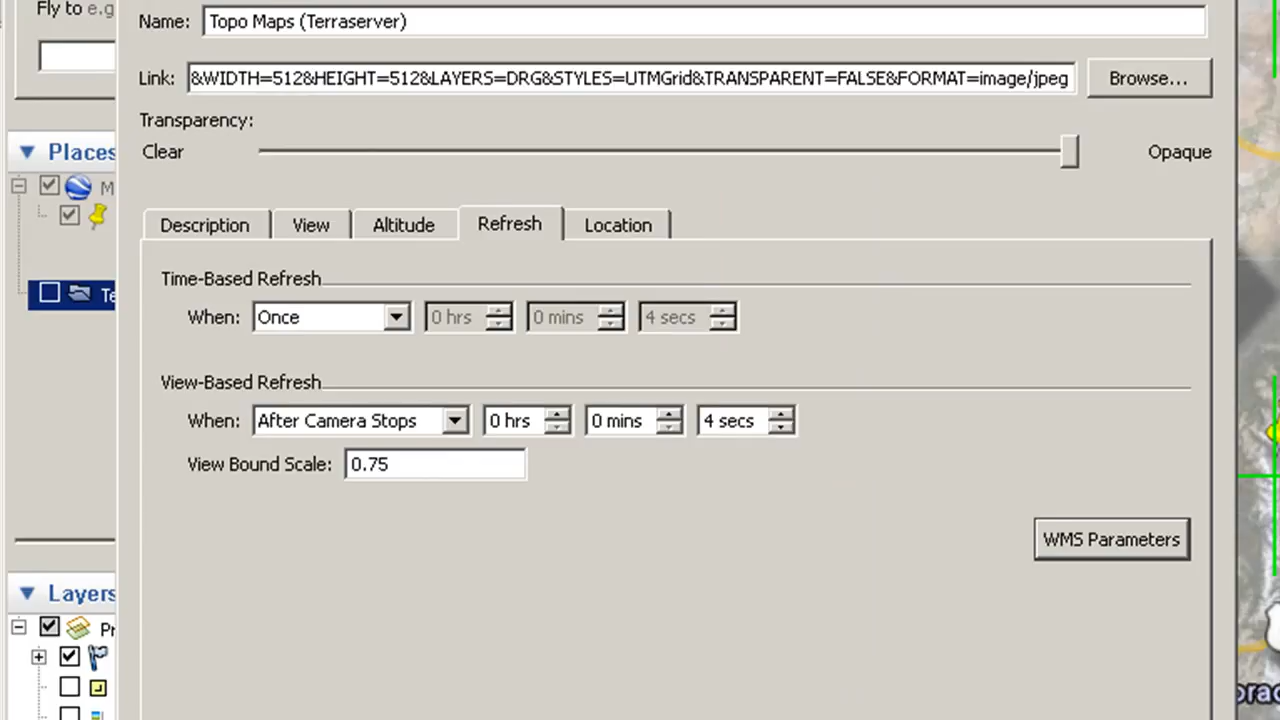 Fly to e.g
Name: Topo Maps (Terraserver)
Link: &WIDTH=512&HEIGHT=512&LAYERS=DRG&STYLES=UTMGrid&TRANSPARENT=FALSE&FORMAT=image/jpeg Browse...
Transparency:
Clear Opaque
Places
M
Description View Altitude Refresh Location
Time-Based Refresh
Te
When: Once 0 hrs 0 mins 4 secs
View-Based Refresh
When: After Camera Stops 0 hrs 0 mins 4 secs
View Bound Scale: 0.75
WMS Parameters
Layers
Pr
orac